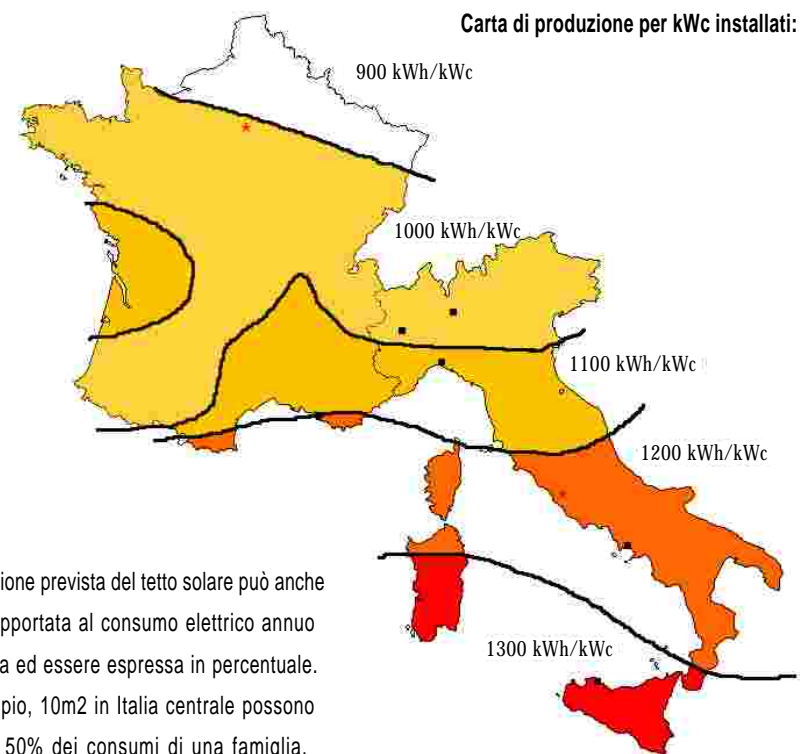 Carta di produzione per kWc installati:
900 kWh/kWc
1000 kWh/kWc
1100 kWh/kWc
1200 kWh/kWc
1300 kWh/kWc
ione prevista del tetto solare può anche
pportata al consumo elettrico annuo
a ed essere espressa in percentuale.
pio, 10m2 in Italia centrale possono
50% dei consumi di una famiglia.